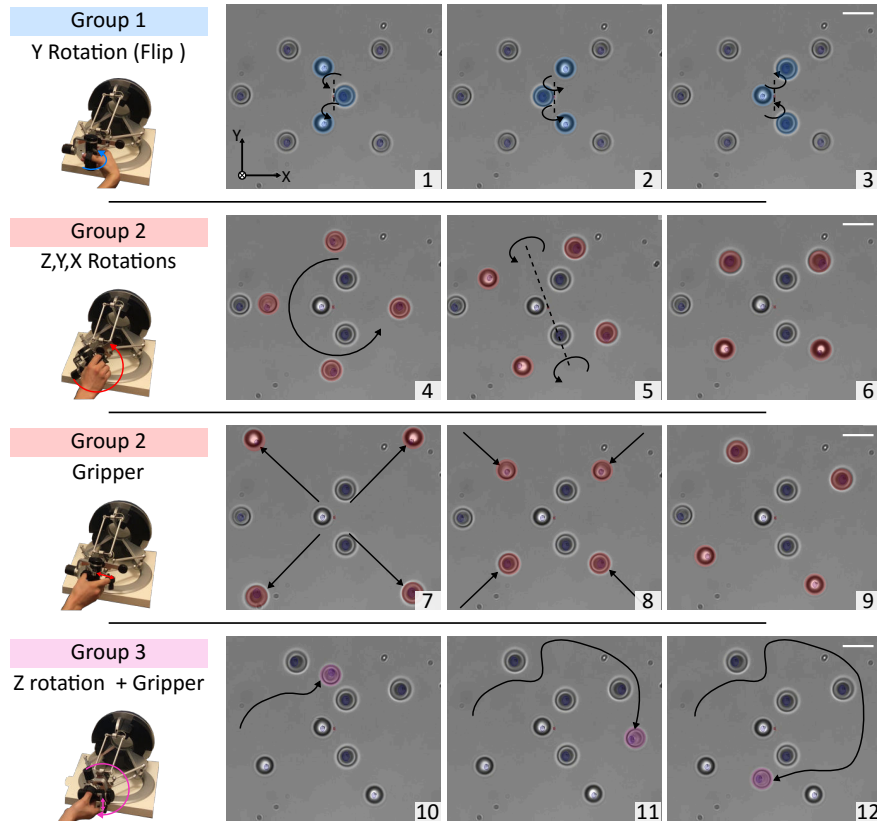 Group 1
Y Rotation (Flip )
Y
X
1
2
3
Group 2
Z,Y,X Rotations
4
5
6
Group 2
Gripper
7
8
9
Group 3
Z rotation + Gripper
10
11
12